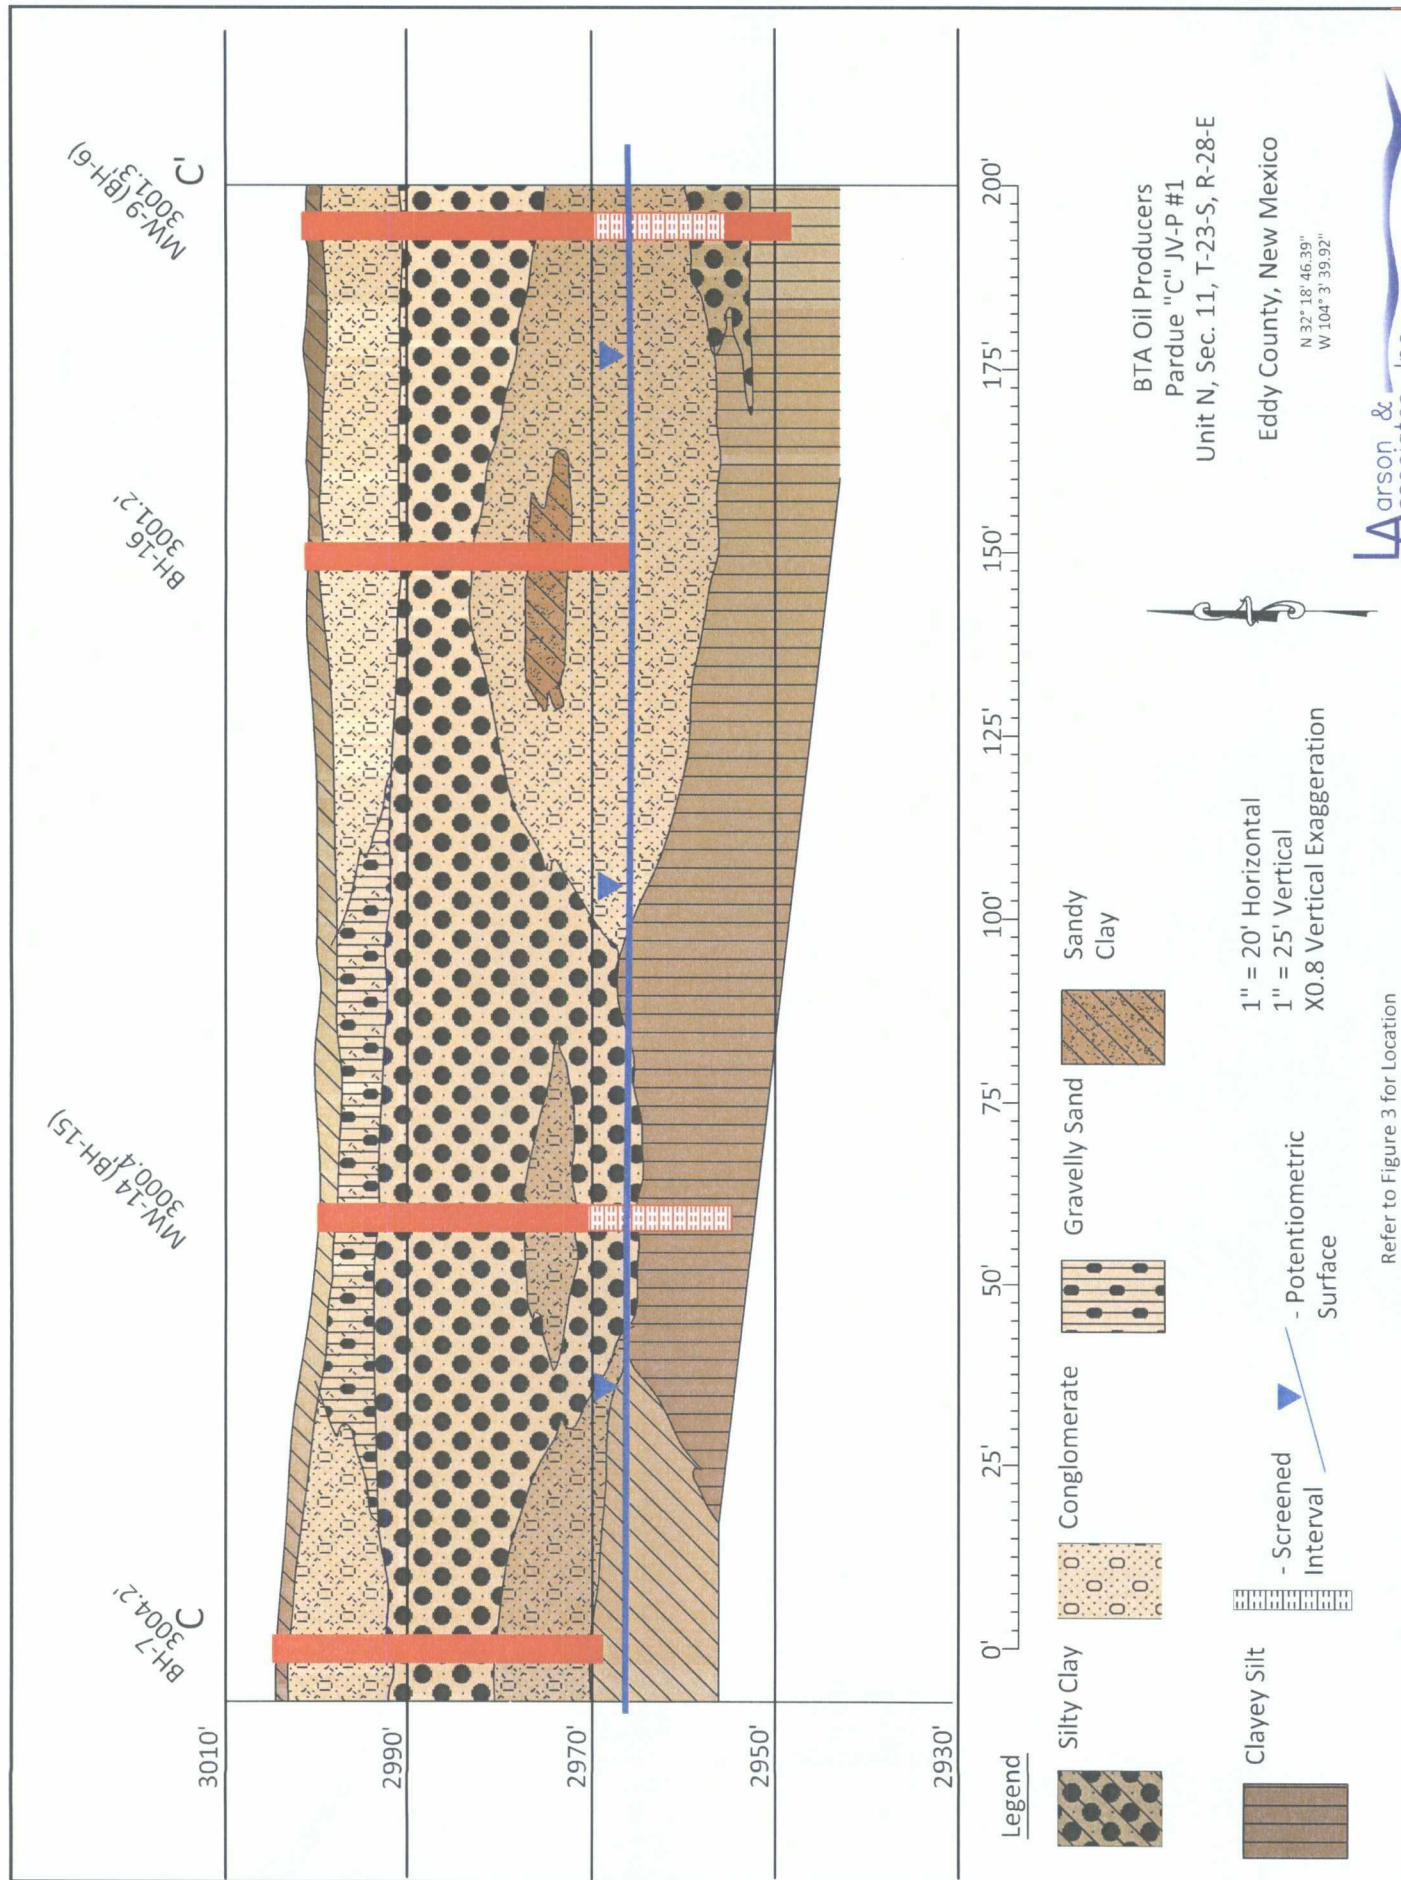 BH-7
3004.2'
C
MW-14 (BH-15)
3000.4'
BH-16
3001.2'
MW-9 (BH-6)
3001.3'
C'
3010'
2990'
2970'
2950'
2930'
0'
25'
50'
75'
100'
125'
150'
175'
200'
Legend
Silty Clay
Conglomerate
Gravelly Sand
Sandy
Clay
Clayey Silt
- Screened
Interval
- Potentiometric
Surface
1" = 20' Horizontal
1" = 25' Vertical
X0.8 Vertical Exaggeration
Refer to Figure 3 for Location
BTA Oil Producers
Pardue "C" JV-P #1
Unit N, Sec. 11, T-23-S, R-28-E
Eddy County, New Mexico
N 32° 18' 46.39"
W 104° 3' 39.92"
Larson &